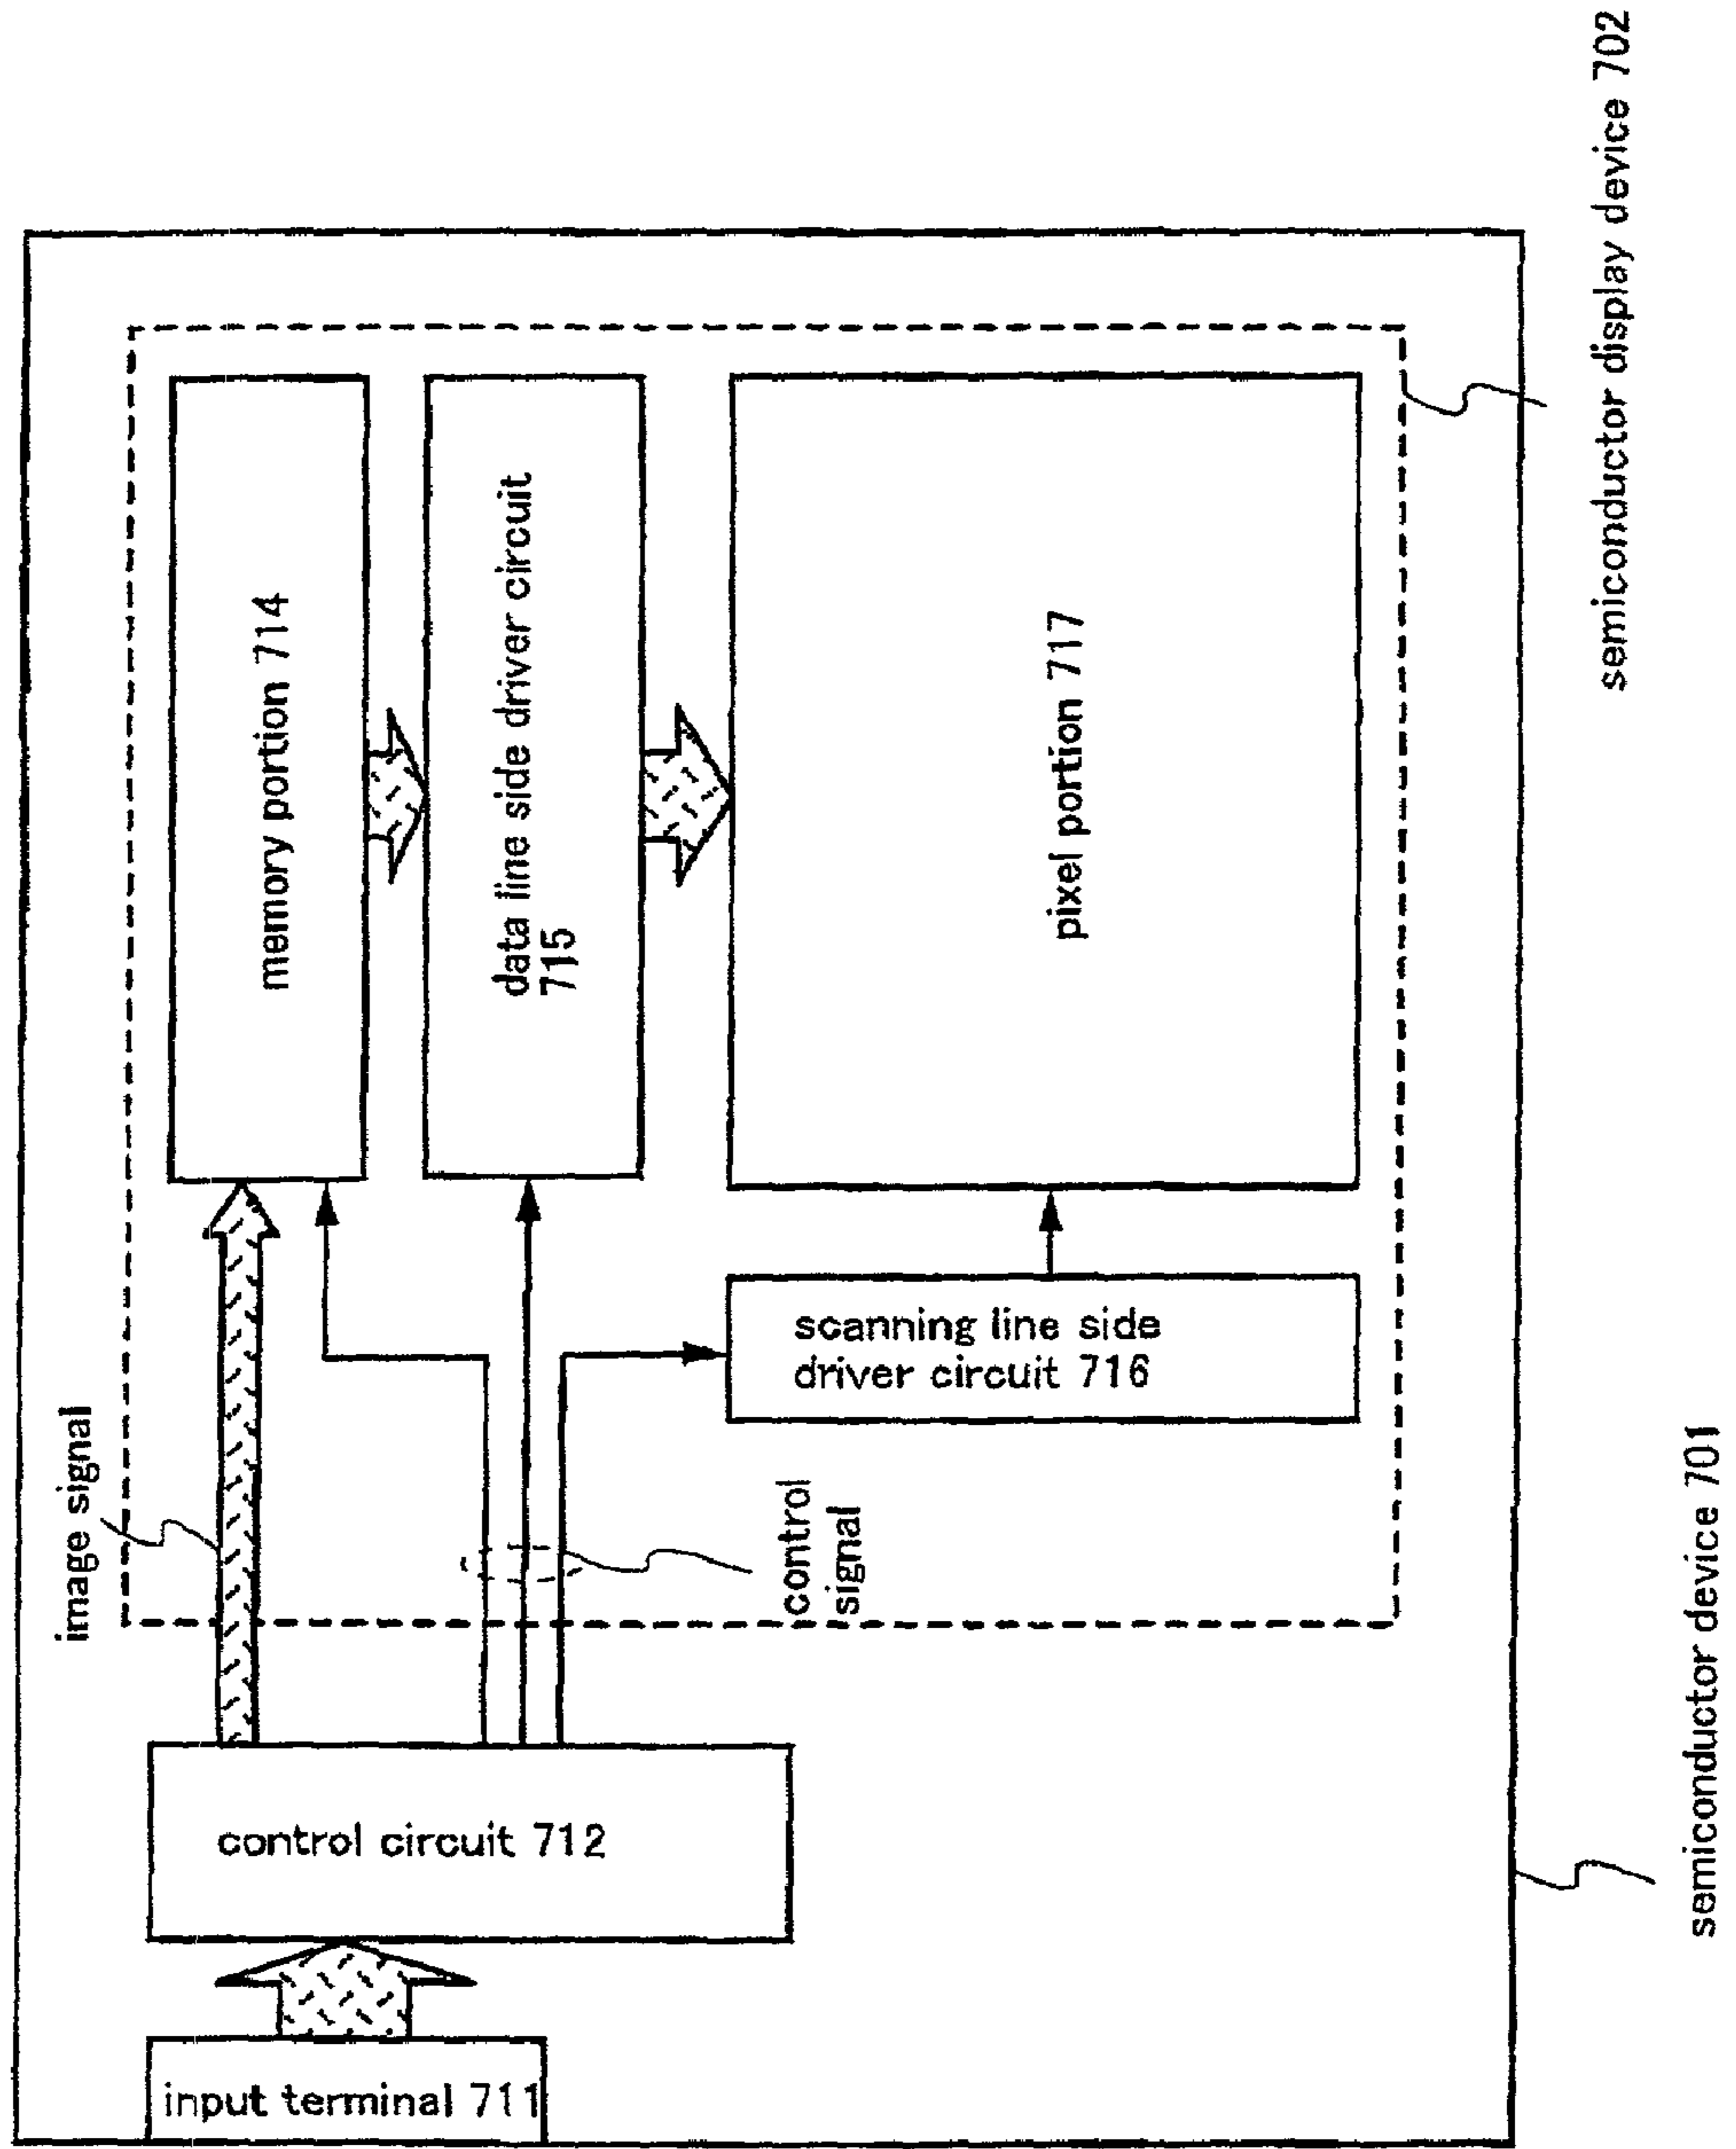 image signal
memory portion 714
data line side driver circuit
715
pixel portion 717
scanning line side
driver circuit 716
control
signal
control circuit 712
input terminal 711
semiconductor display device 702
semiconductor device 701